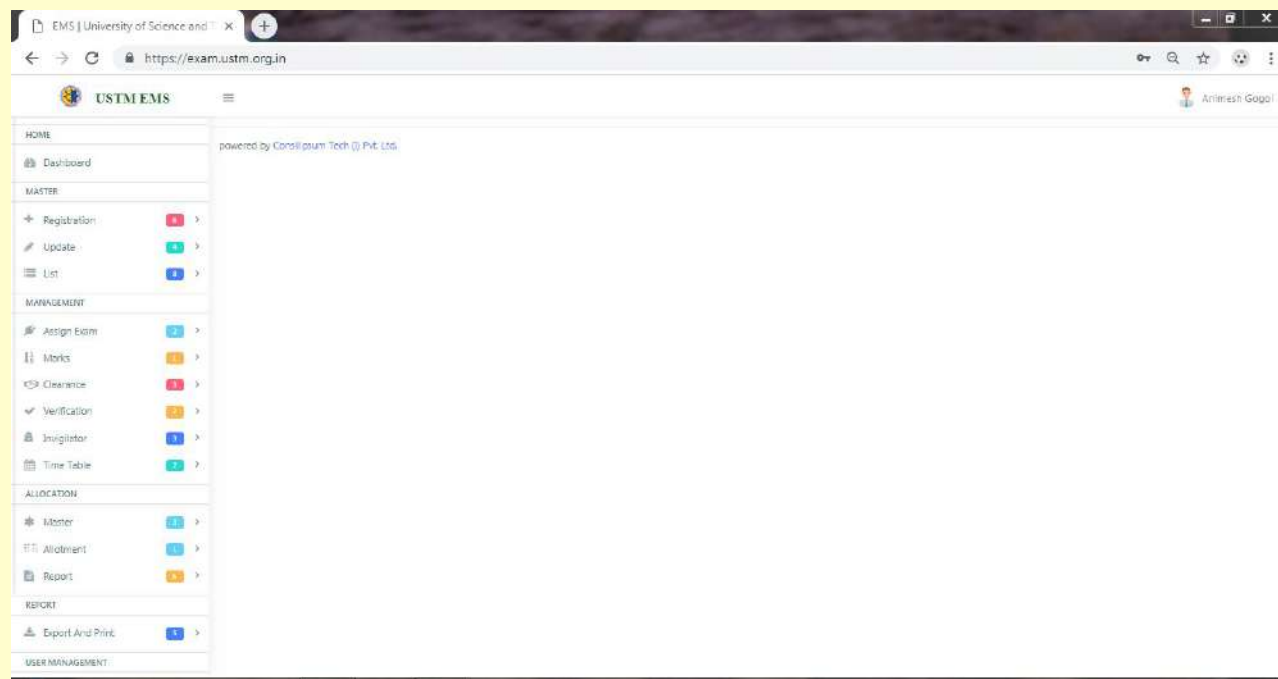 EMS | University of Science and T
https://exam.ustm.org.in
USTM EMS
Animesh Gogoi
HOME
powered by Consilipsum Tech (I) Pvt. Ltd.
Dashboard
MASTER
Registration
Update
List
MANAGEMENT
Assign Exam
Marks
Clearance
Verification
Invigilator
Time Table
ALLOCATION
Master
Allotment
Report
REPORT
Export And Print
USER MANAGEMENT